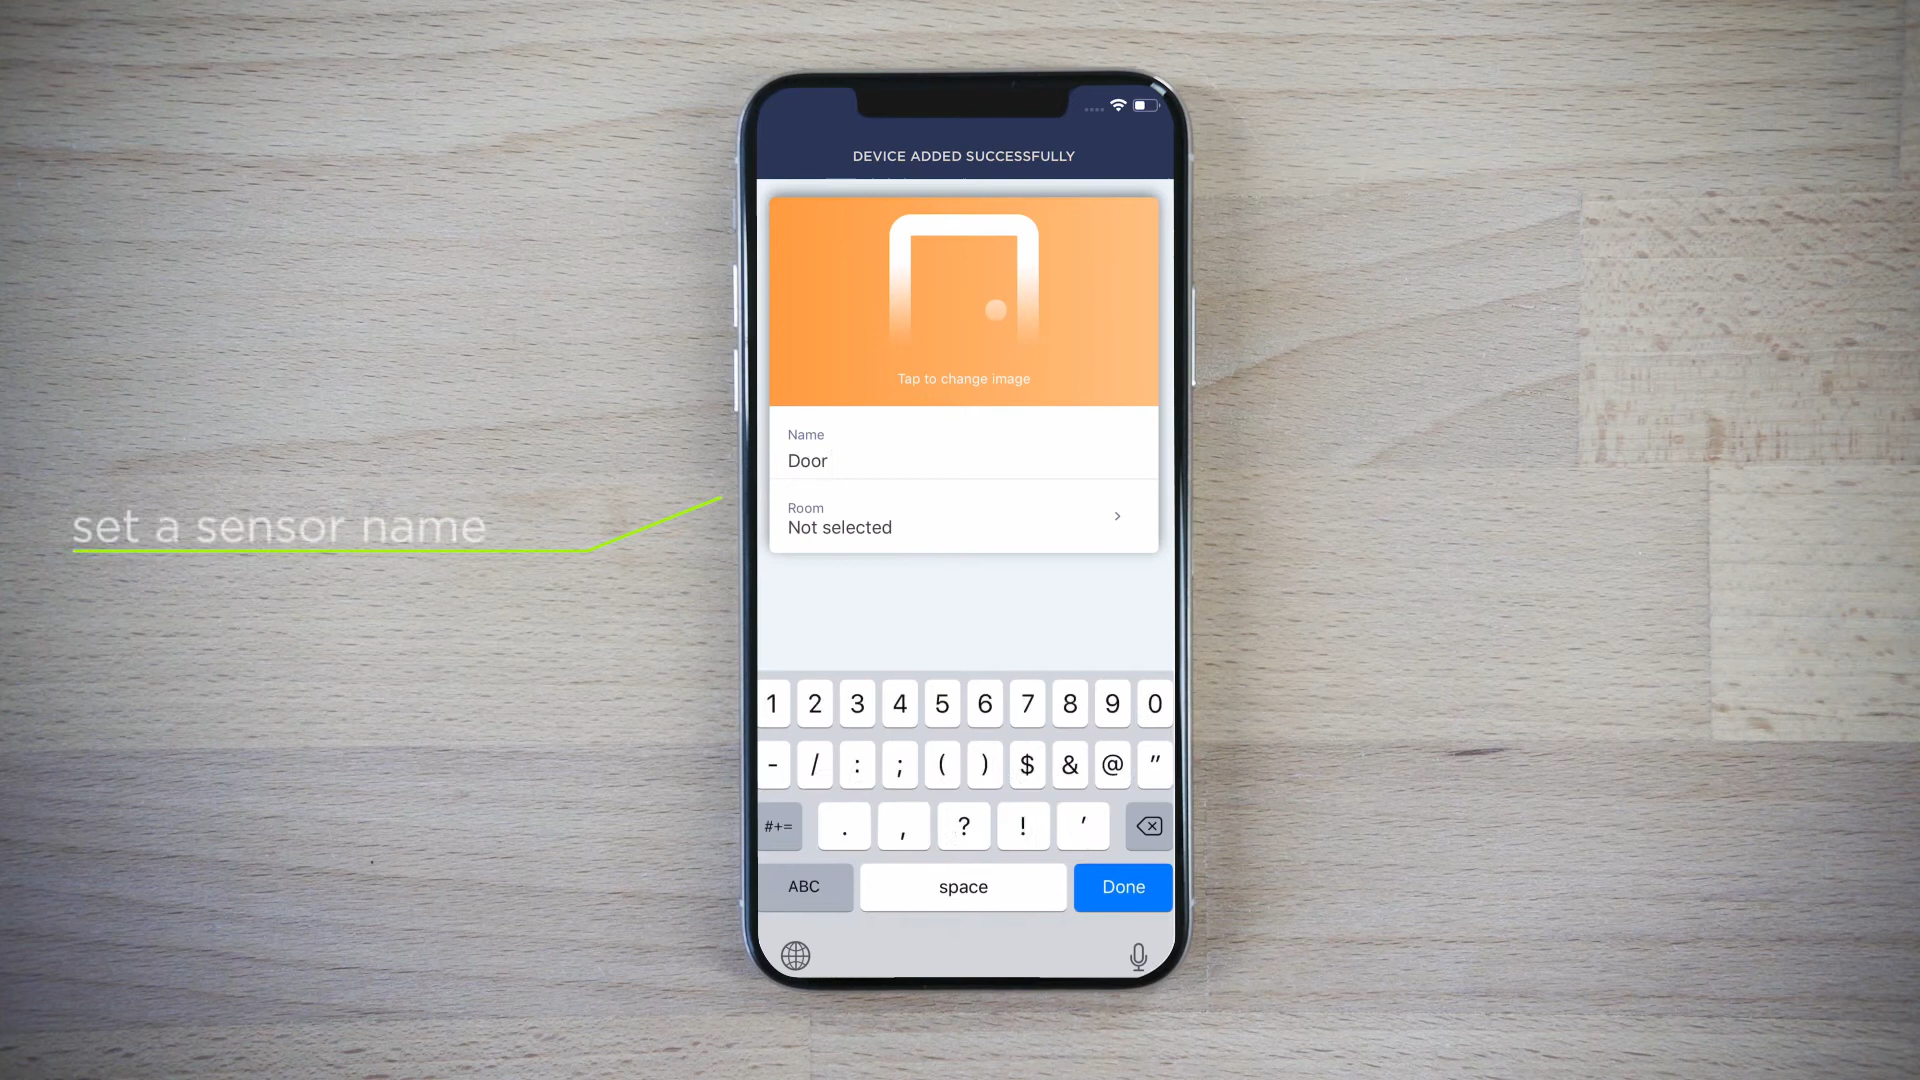 DEVICE ADDED SUCCESSFULLY
Tap to change image
Name
Door
set a sensor name
Room
Not selected
1 2 3 4 5 6 7 8 9 0
- / : ; ( ) $ & @ "
#+= . , ? ! '
ABC space Done